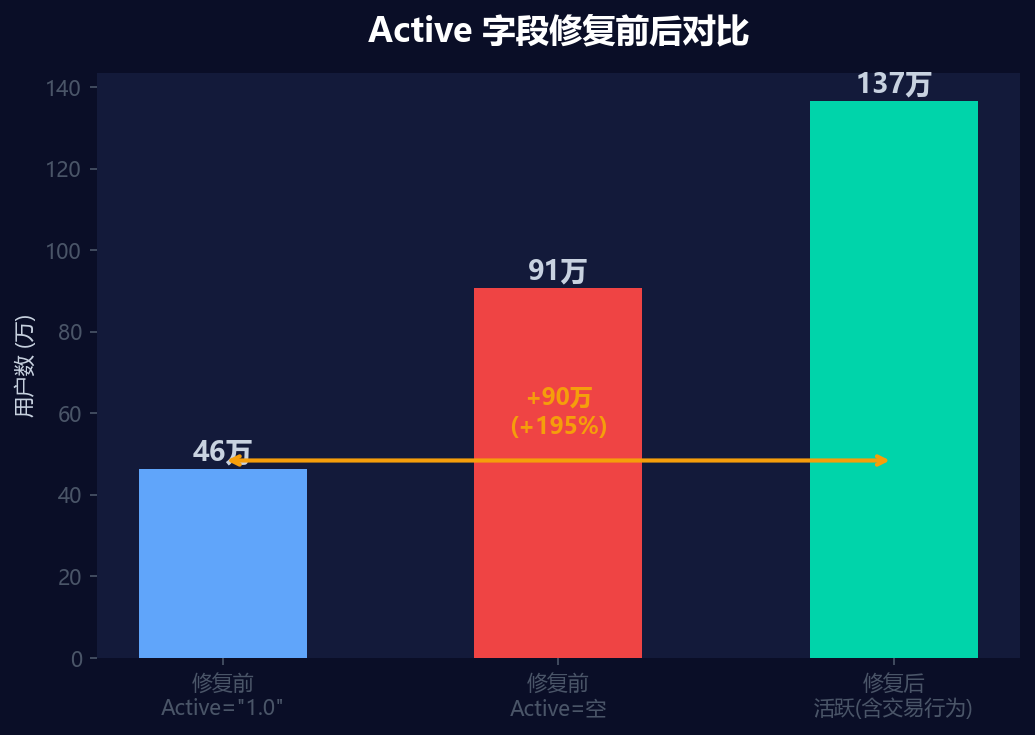 Active 字段修复前后对比
用户数 (万)
140
120
100
80
60
40
20
0
46万
91万
137万
+90万
(+195%)
修复前
Active="1.0"
修复前
Active=空
修复后
活跃(含交易行为)